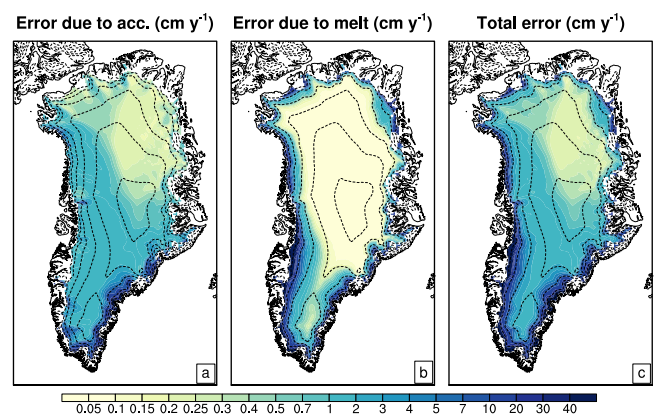 Error due to acc. (cm y⁻¹)
Error due to melt (cm y⁻¹)
Total error (cm y⁻¹)
a
b
c
0.05 0.1 0.15 0.2 0.25 0.3 0.4 0.5 0.7 1 2 3 4 5 7 10 20 30 40